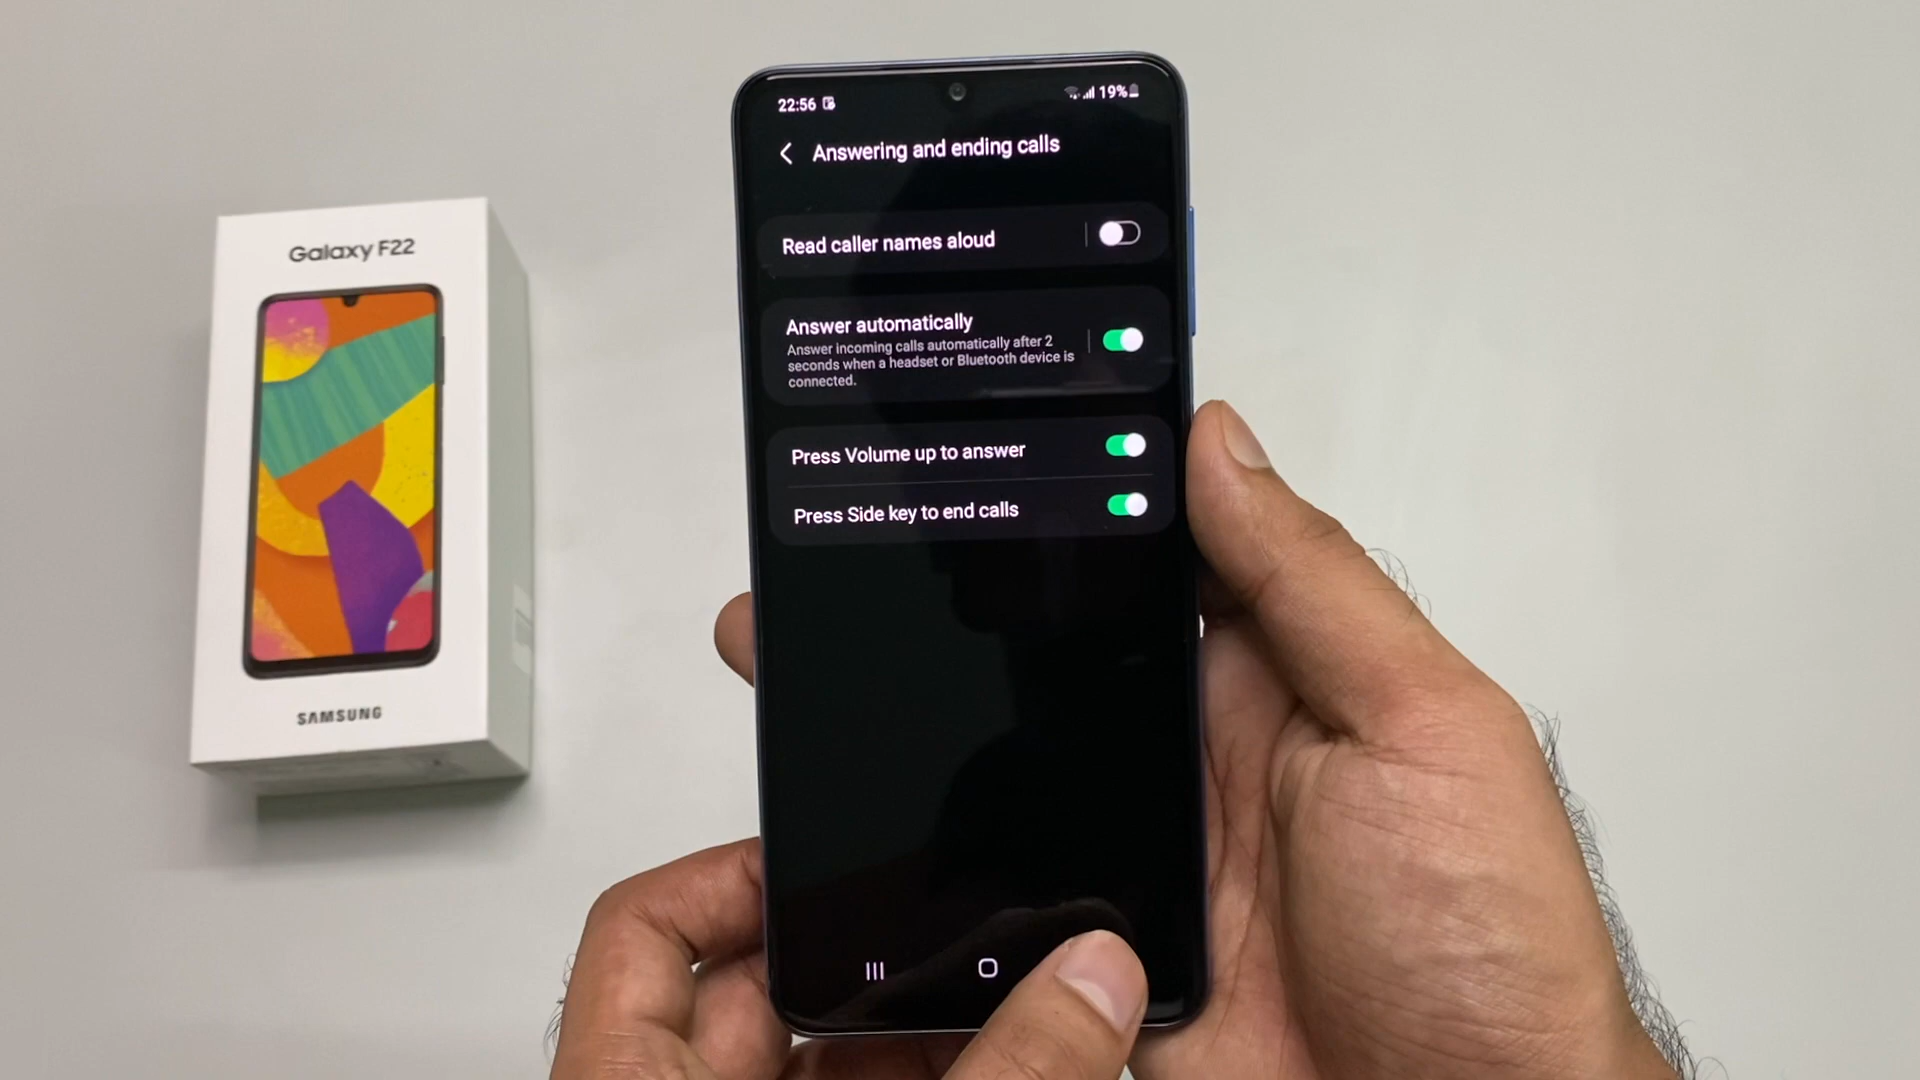 Galaxy F22
SAMSUNG
22:56
19%
Answering and ending calls
Read caller names aloud
Answer automatically
Answer incoming calls automatically after 2
seconds when a headset or Bluetooth device is
connected.
Press Volume up to answer
Press Side key to end calls